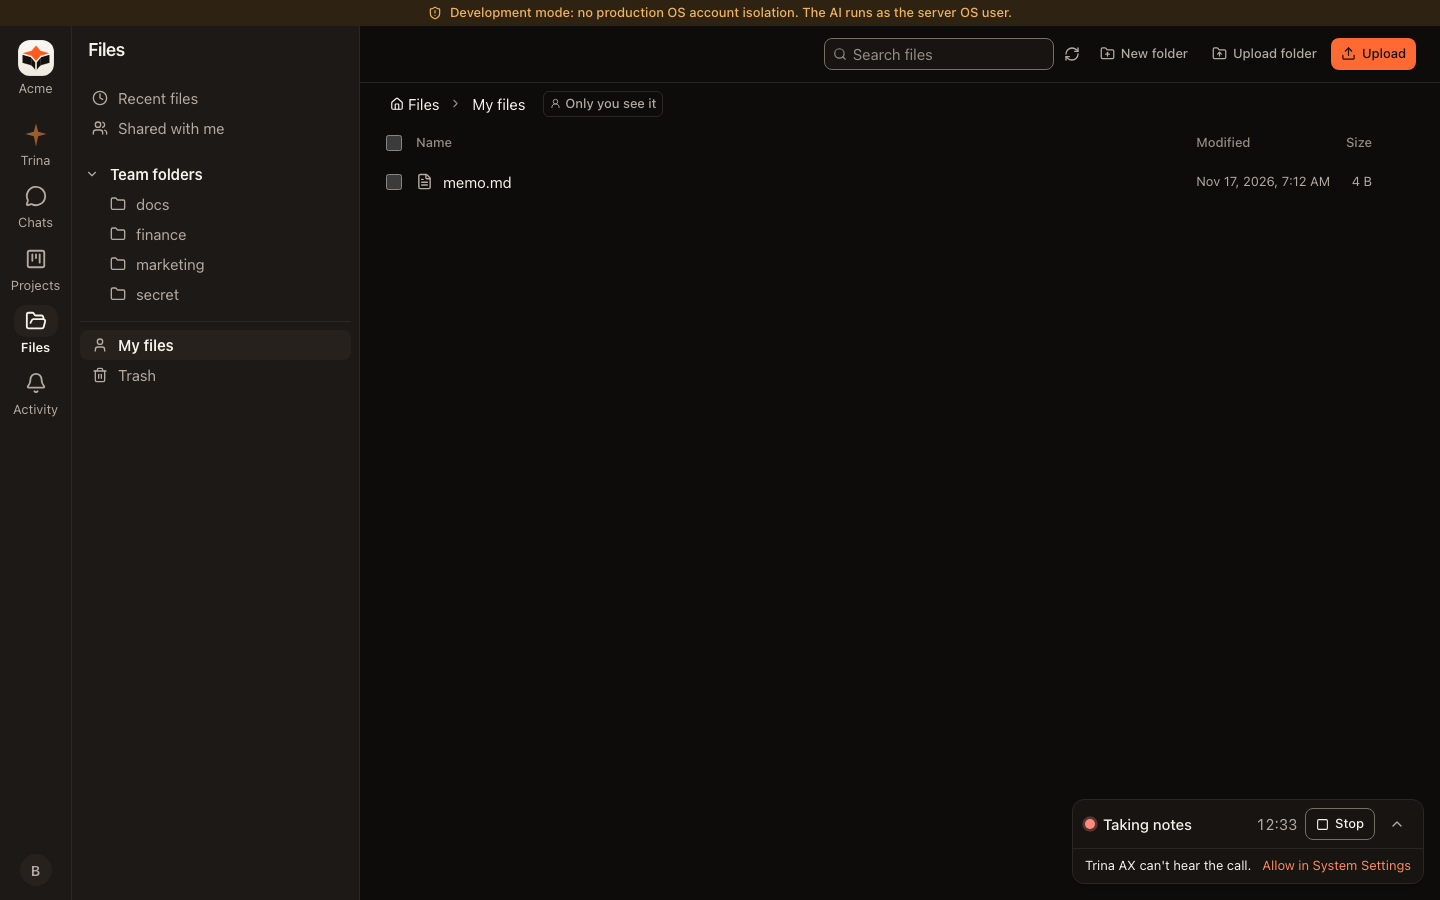 Development mode: no production OS account isolation. The AI runs as the server OS user.
Acme
Trina
Chats
Projects
Files
Activity
B
Files
Recent files
Shared with me
Team folders
docs
finance
marketing
secret
My files
Trash
Search files
New folder
Upload folder
Upload
Files
My files
Only you see it
Name Modified Size
memo.md Nov 17, 2026, 7:12 AM 4 B
Taking notes 12:33 Stop
Trina AX can't hear the call. Allow in System Settings